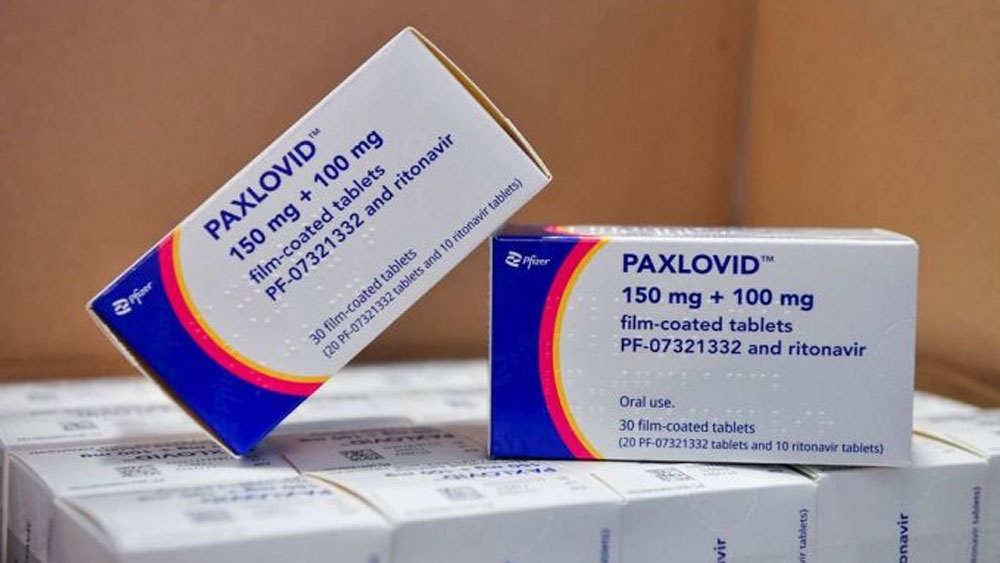 Pfizer
PAXLOVID™
150 mg + 100 mg
film-coated tablets
PF-07321332 and ritonavir
30 film-coated tablets
(20 PF-07321332 tablets and 10 ritonavir tablets)
Pfizer
PAXLOVID™
150 mg + 100 mg
film-coated tablets
PF-07321332 and ritonavir
Oral use.
30 film-coated tablets
(20 PF-07321332 tablets and 10 ritonavir tablets)
PAXLOVID